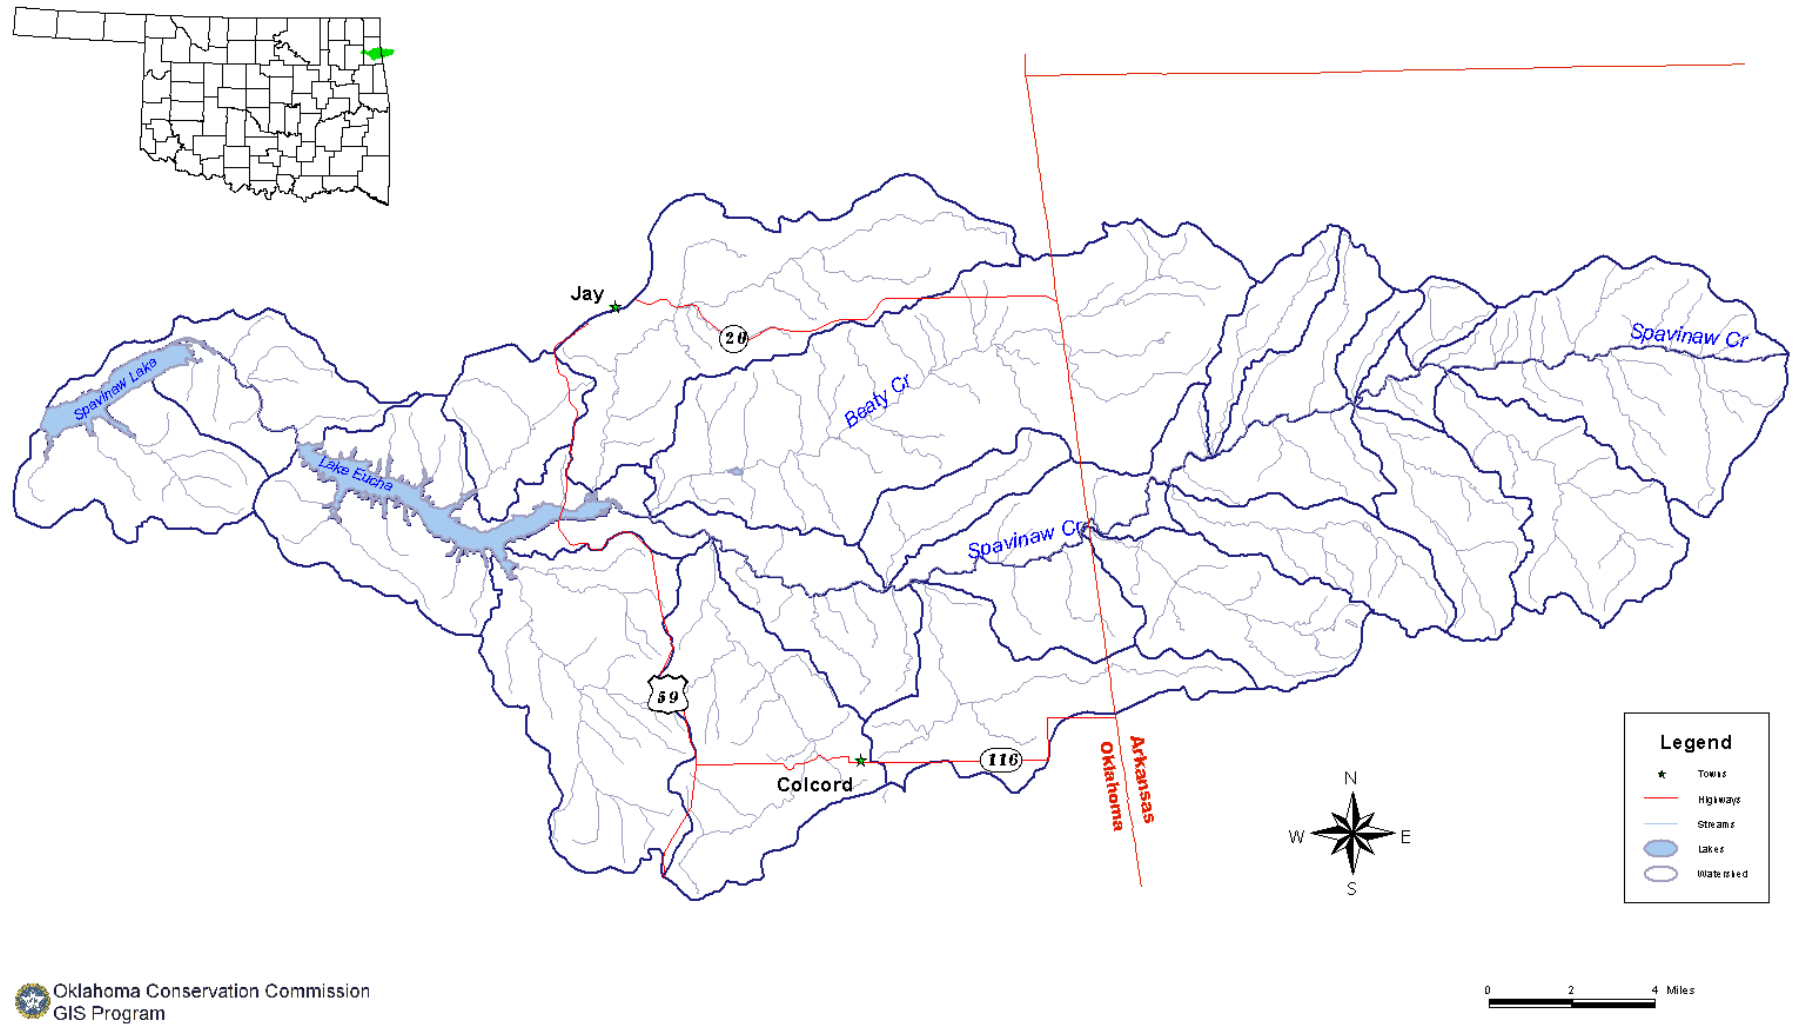 Jay
20
Spavinaw Cr
Spavinaw Lake
Beaty Cr
Lake Eucha
Spavinaw Cr
59
116
Colcord
Arkansas
Oklahoma
Legend
Towns
Highways
Streams
Lakes
Watershed
N
W
E
S
0 2 4 Miles
Oklahoma Conservation Commission
GIS Program